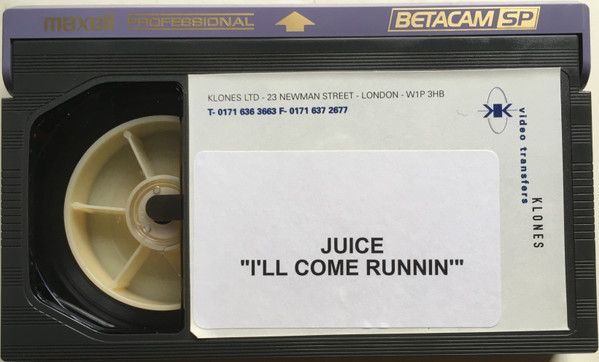 maxell PROFESSIONAL
BETACAM SP
KLONES LTD - 23 NEWMAN STREET - LONDON - W1P 3HB
T- 0171 636 3663 F- 0171 637 2677
video transfers
KLONES
JUICE
"I'LL COME RUNNIN'"